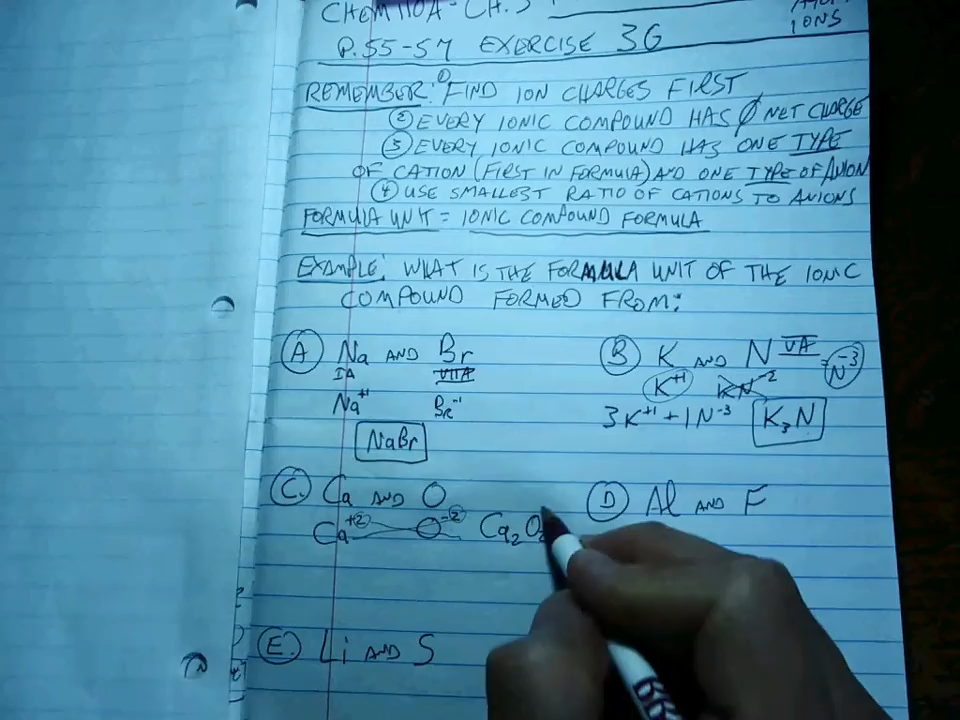 CHEM 110A - CH. 3
IONS
P. 55-57 EXERCISE 3G
REMEMBER: ① FIND ION CHARGES FIRST
② EVERY IONIC COMPOUND HAS Ø NET CHARGE
③ EVERY IONIC COMPOUND HAS ONE TYPE
OF CATION (FIRST IN FORMULA) AND ONE TYPE OF ANION
④ USE SMALLEST RATIO OF CATIONS TO ANIONS
FORMULA UNIT = IONIC COMPOUND FORMULA
EXAMPLE: WHAT IS THE FORMULA UNIT OF THE IONIC
COMPOUND FORMED FROM:
Ⓐ Na AND Br
IA VIIA
Na⁺¹ Br⁻¹
NaBr
Ⓑ K AND N VA = N⁻³
K⁺¹
3K⁺¹ + 1N⁻³ K₃N
Ⓒ Ca AND O
Ca⁺² O⁻² Ca₂O
Ⓓ Al AND F
Ⓔ Li AND S